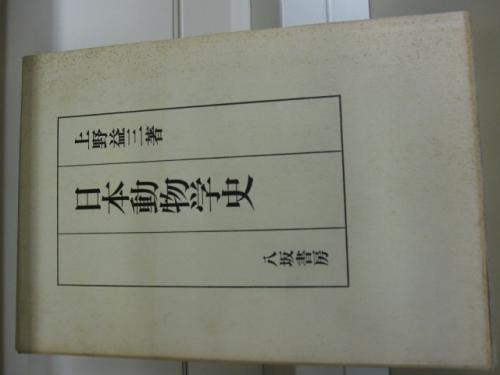 上野益三著
日本動物学史
八坂書房